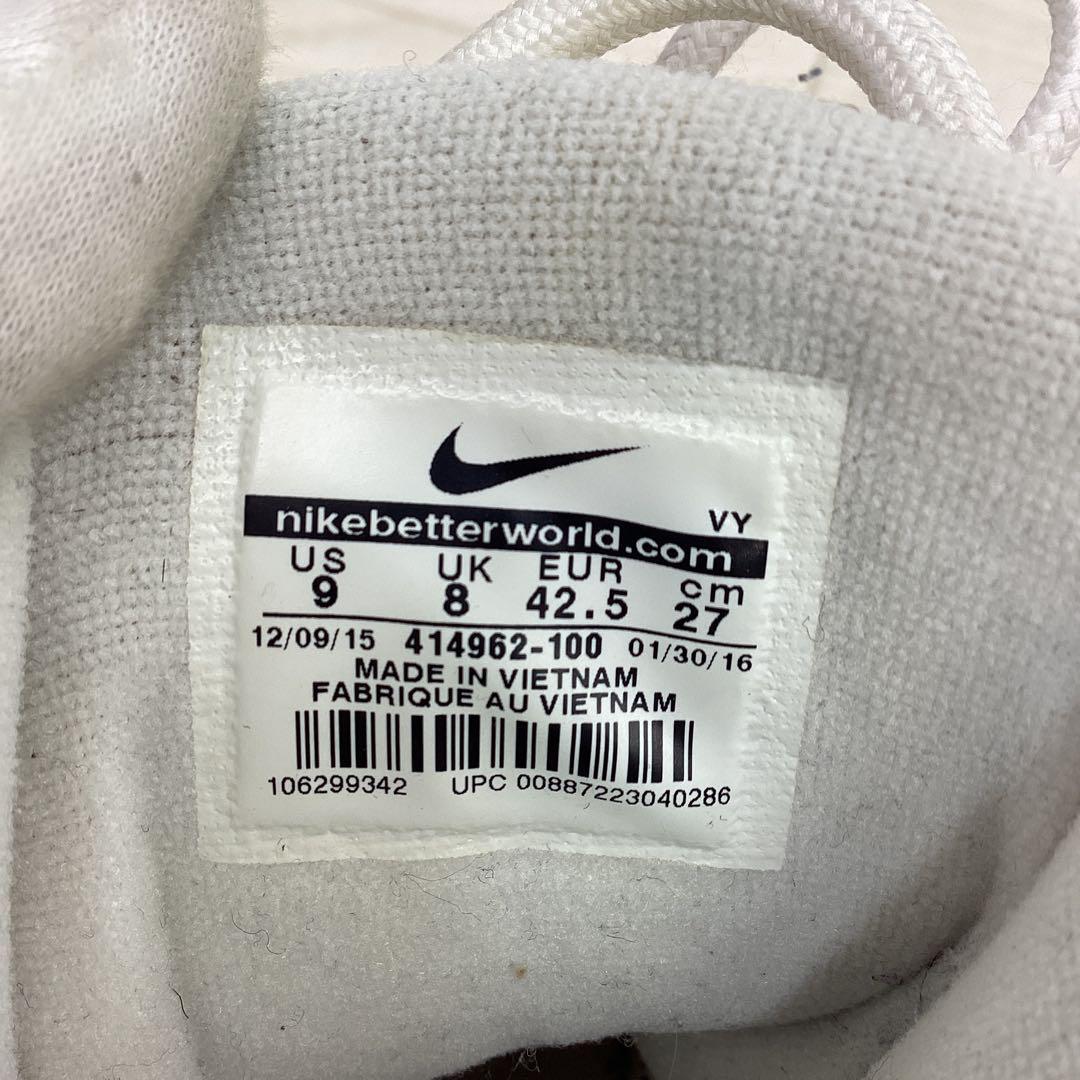 VY
nikebetterworld.com
US UK EUR cm
9 8 42.5 27
12/09/15 414962-100 01/30/16
MADE IN VIETNAM
FABRIQUE AU VIETNAM
106299342 UPC 00887223040286